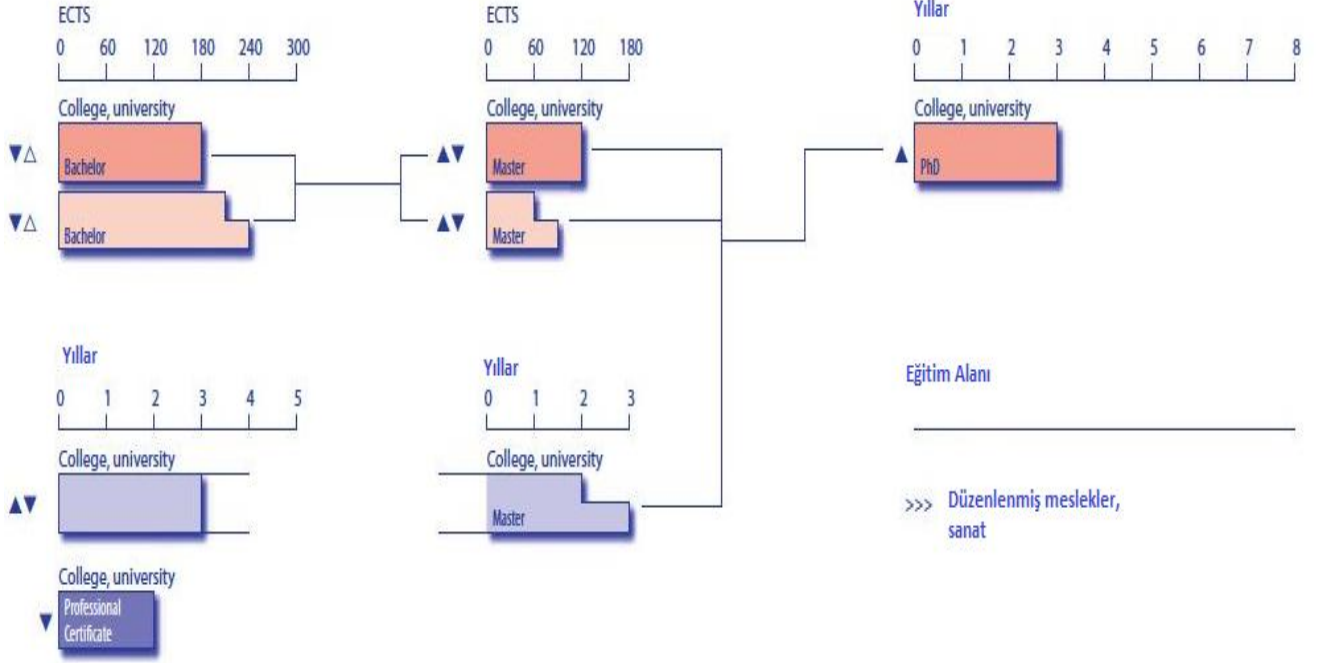 ECTS
0 60 120 180 240 300
College, university
▼△
Bachelor
▼△
Bachelor
ECTS
0 60 120 180
College, university
▲▼
Master
▲▼
Master
Yıllar
0 1 2 3 4 5 6 7 8
College, university
▲
PhD
Yıllar
0 1 2 3 4 5
College, university
▲▼
College, university
▼
Professional
Certificate
Yıllar
0 1 2 3
College, university
Master
Eğitim Alanı
>>> Düzenlenmiş meslekler,
sanat